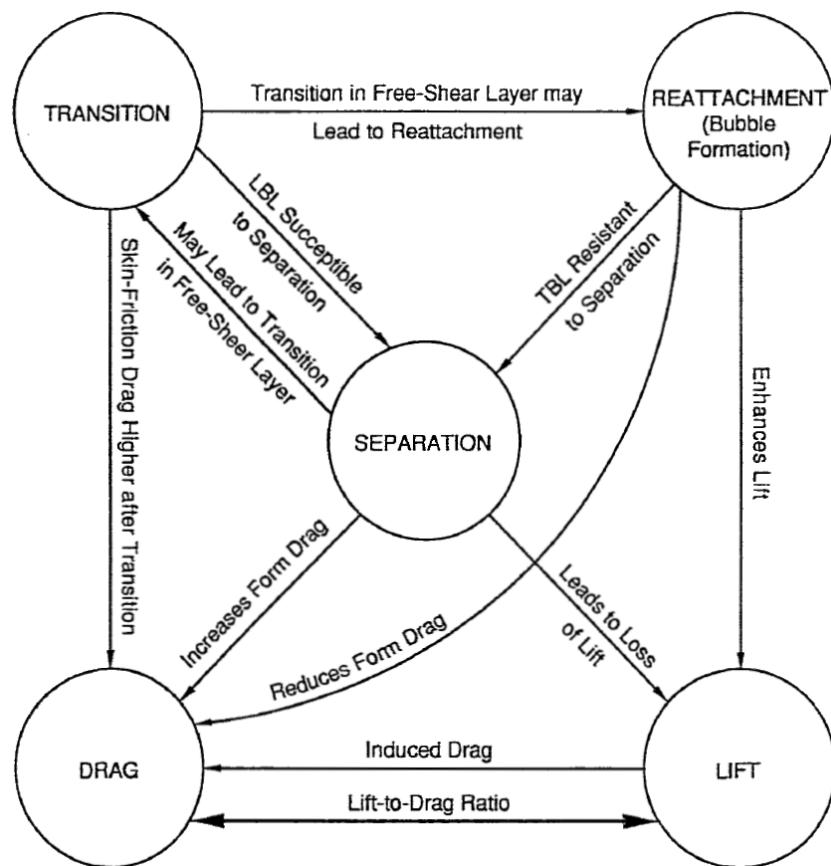 TRANSITION
Transition in Free-Shear Layer may
Lead to Reattachment
REATTACHMENT
(Bubble
Formation)
LBL Succeptible
to Separation
May Lead to Transition
in Free-Sheer Layer
TBL Resistant
to Separation
Skin-Friction Drag Higher after Transition
Enhances Lift
SEPARATION
Increases Form Drag
Reduces Form Drag
Leads to Loss
of Lift
DRAG
Induced Drag
Lift-to-Drag Ratio
LIFT